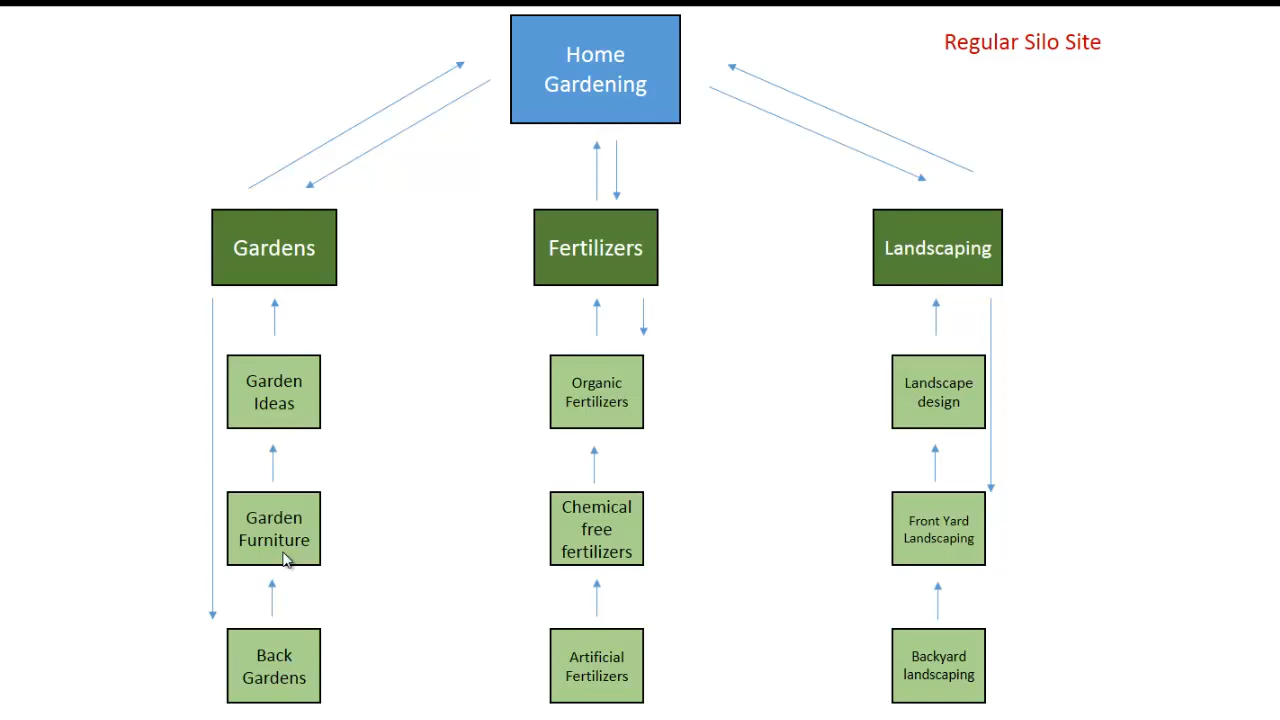 Regular Silo Site
Home
Gardening
Gardens
Fertilizers
Landscaping
Garden
Ideas
Organic
Fertilizers
Landscape
design
Garden
Furniture
Chemical
free
fertilizers
Front Yard
Landscaping
Back
Gardens
Artificial
Fertilizers
Backyard
landscaping